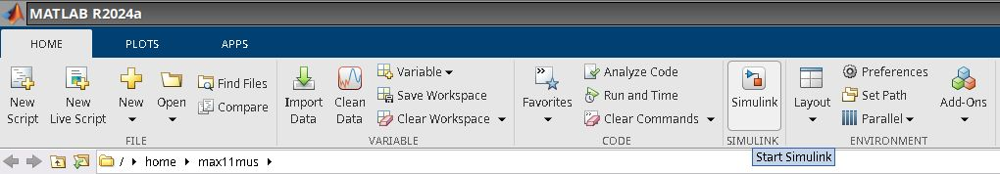 MATLAB R2024a
HOME PLOTS APPS
New Script
New Live Script
New
Open
Find Files
Compare
FILE
Import Data
Clean Data
Variable
Save Workspace
Clear Workspace
VARIABLE
Favorites
Analyze Code
Run and Time
Clear Commands
CODE
Simulink
SIMULINK
Layout
Preferences
Set Path
Parallel
Add-Ons
ENVIRONMENT
/ home max11mus
Start Simulink